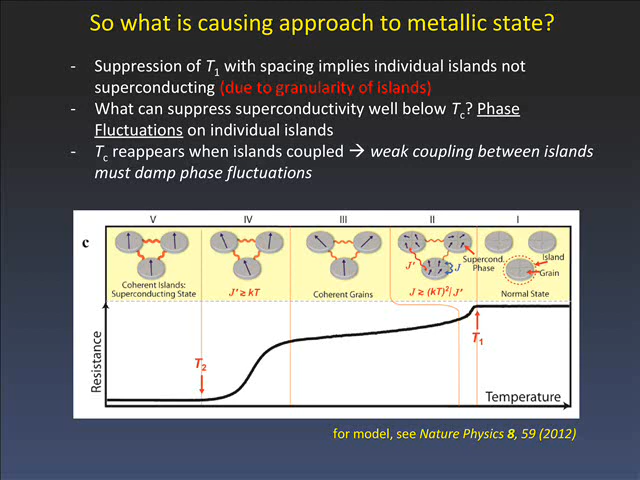 So what is causing approach to metallic state?
- Suppression of T1 with spacing implies individual islands not
superconducting (due to granularity of islands)
- What can suppress superconductivity well below Tc? Phase
Fluctuations on individual islands
- Tc reappears when islands coupled → weak coupling between islands
must damp phase fluctuations
V IV III II I
c
J'
J
Supercond.
Phase
Island
Grain
Coherent Islands:
Superconducting State
J' ≥ kT
Coherent Grains
J ≥ (kT)²/J'
Normal State
Resistance
T2
T1
Temperature
for model, see Nature Physics 8, 59 (2012)